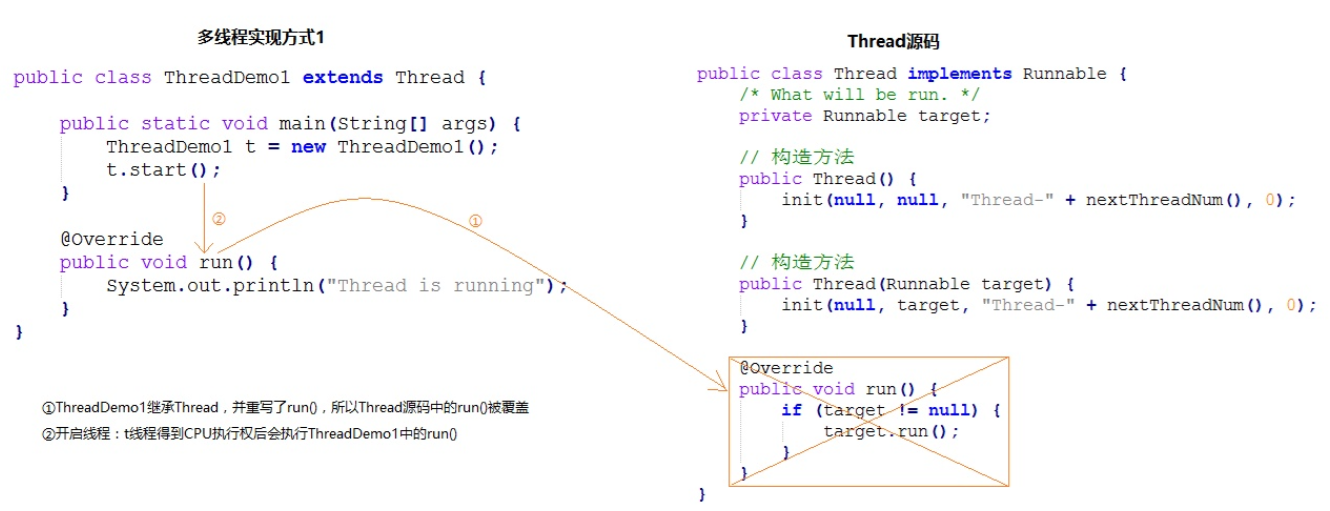 多线程实现方式1
public class ThreadDemo1 extends Thread {
public static void main(String[] args) {
ThreadDemo1 t = new ThreadDemo1();
t.start();
}
②
①
@Override
public void run() {
System.out.println("Thread is running");
}
}
①ThreadDemo1继承Thread，并重写了run()，所以Thread源码中的run()被覆盖
②开启线程：t线程得到CPU执行权后会执行ThreadDemo1中的run()
Thread源码
public class Thread implements Runnable {
/* What will be run. */
private Runnable target;
// 构造方法
public Thread() {
init(null, null, "Thread-" + nextThreadNum(), 0);
}
// 构造方法
public Thread(Runnable target) {
init(null, target, "Thread-" + nextThreadNum(), 0);
}
@Override
public void run() {
if (target != null) {
target.run();
}
}
}